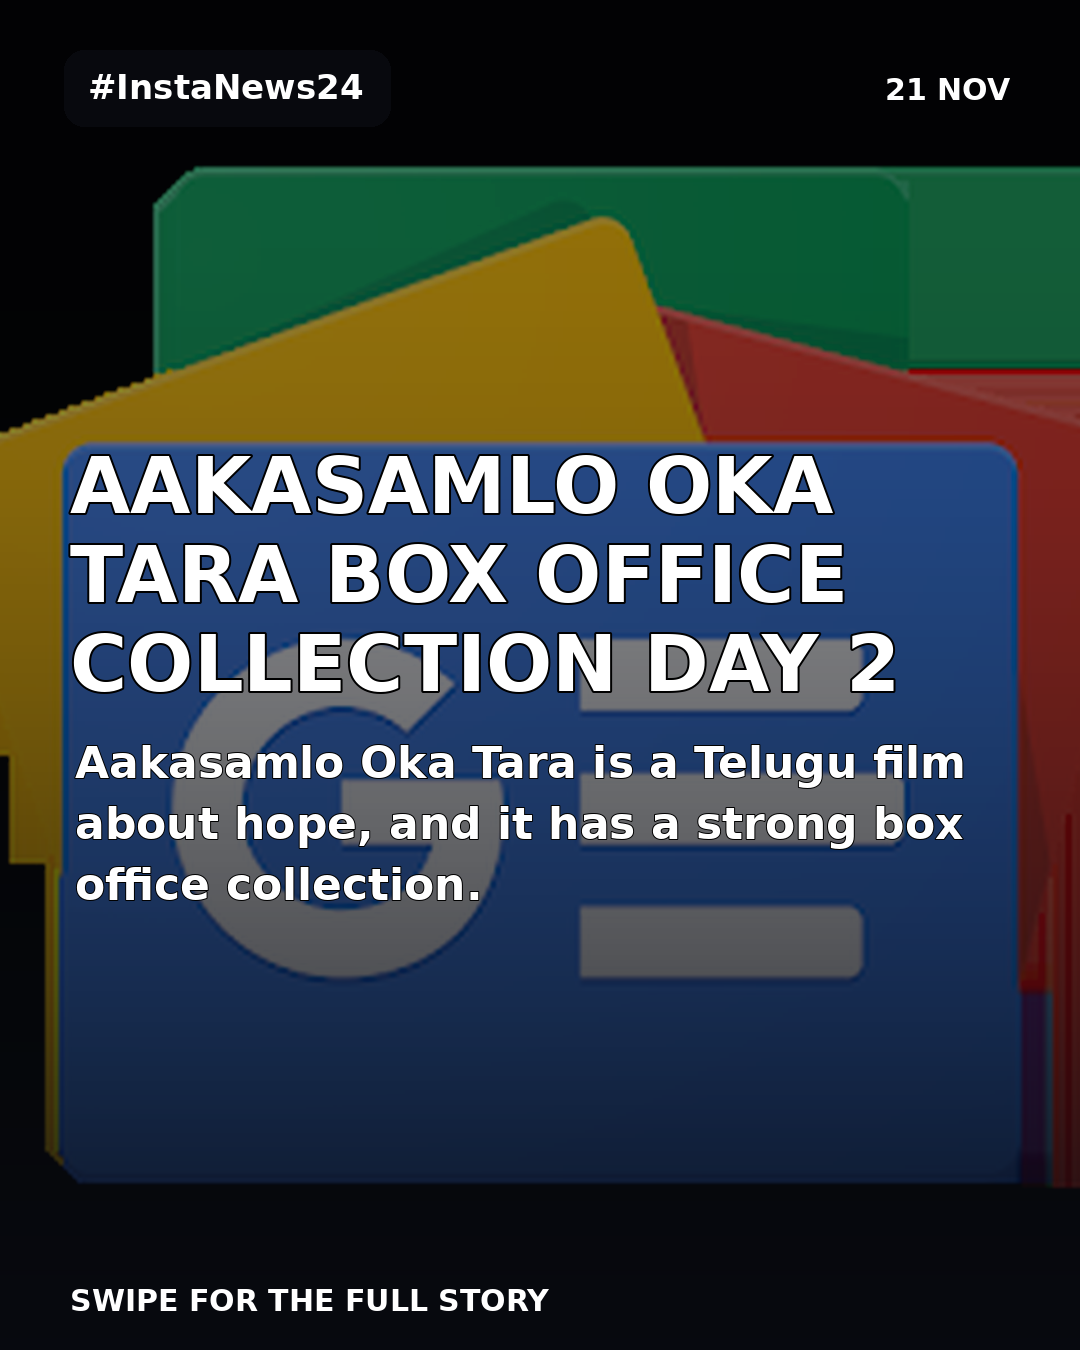 #InstaNews24
21 NOV
AAKASAMLO OKA
TARA BOX OFFICE
COLLECTION DAY 2
Aakasamlo Oka Tara is a Telugu film
about hope, and it has a strong box
office collection.
G
SWIPE FOR THE FULL STORY